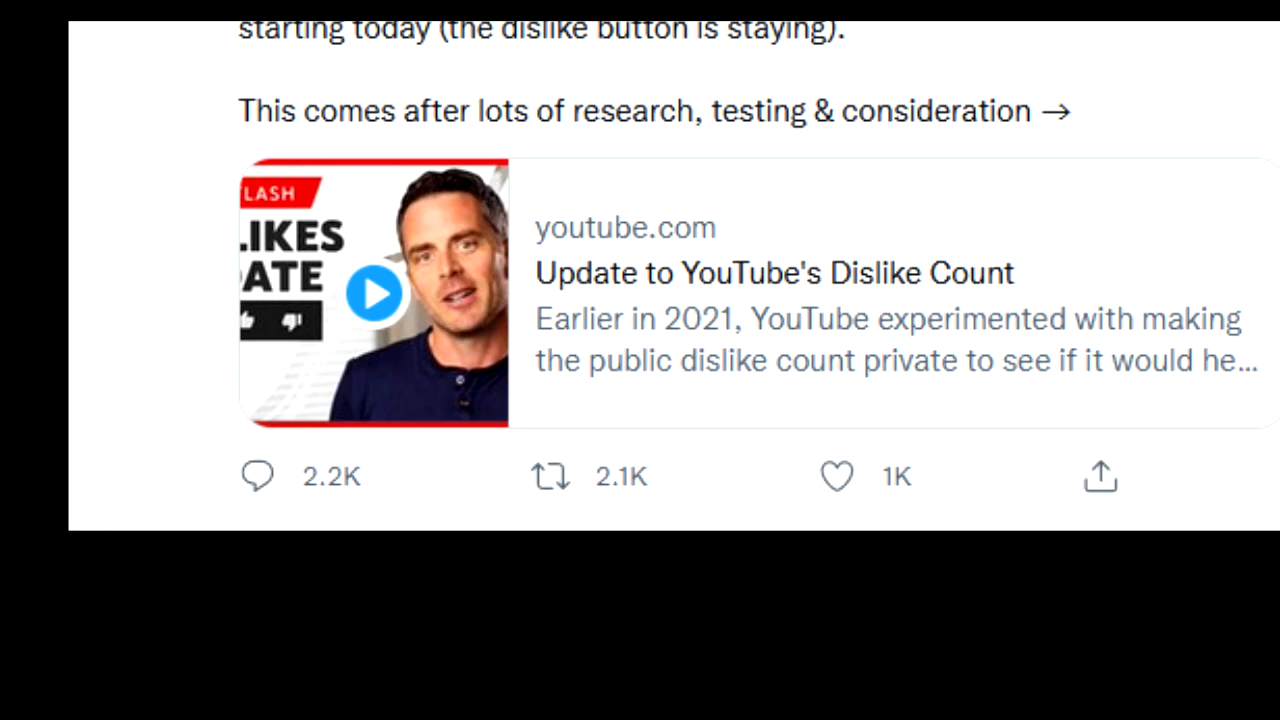 starting today (the dislike button is staying).
This comes after lots of research, testing & consideration →
LASH
LIKES
DATE
youtube.com
Update to YouTube's Dislike Count
Earlier in 2021, YouTube experimented with making
the public dislike count private to see if it would he...
2.2K
2.1K
1K